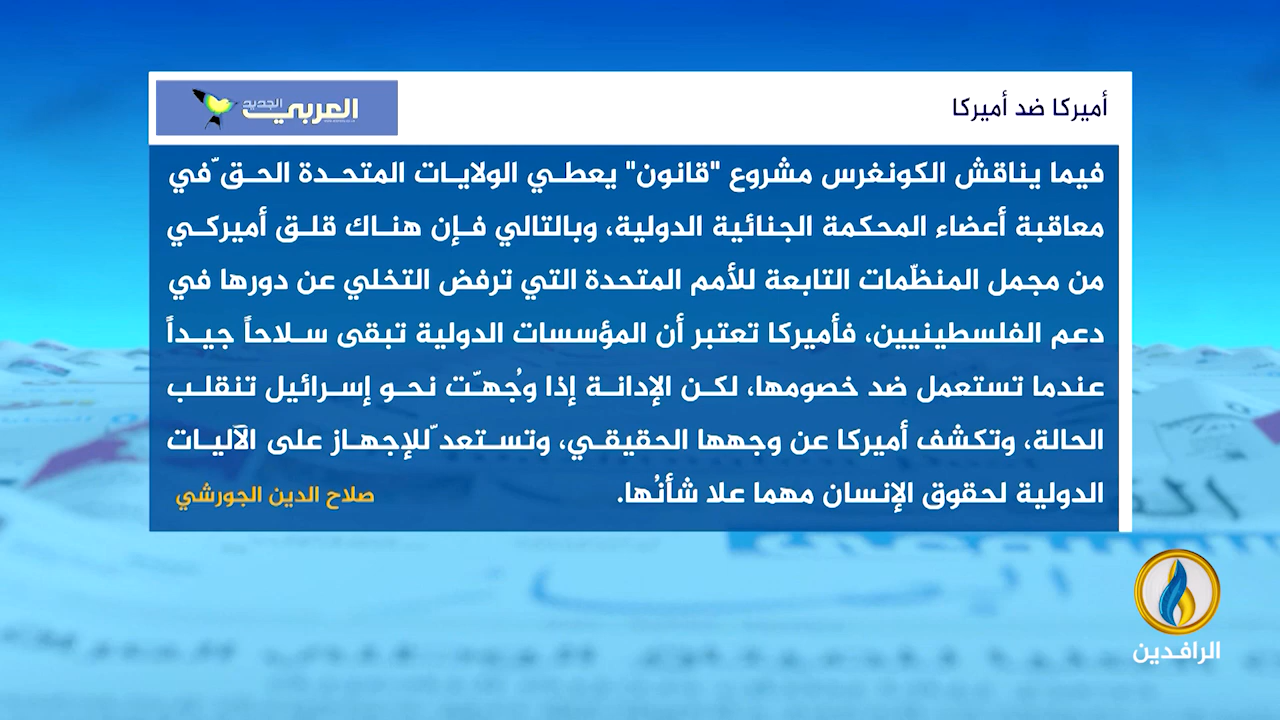 أميركا ضد أميركا
العربي الجديد
فيما يناقش الكونغرس مشروع "قانون" يعطي الولايات المتحدة الحقّ في
معاقبة أعضاء المحكمة الجنائية الدولية، وبالتالي فإن هناك قلق أميركي
من مجمل المنظّمات التابعة للأمم المتحدة التي ترفض التخلي عن دورها في
دعم الفلسطينيين، فأميركا تعتبر أن المؤسسات الدولية تبقى سلاحاً جيداً
عندما تستعمل ضد خصومها، لكن الإدانة إذا وُجهّت نحو إسرائيل تنقلب
الحالة، وتكشف أميركا عن وجهها الحقيقي، وتستعدّ للإجهاز على الآليات
الدولية لحقوق الإنسان مهما علا شأنُها.
صلاح الدين الجورشي
الرافدين